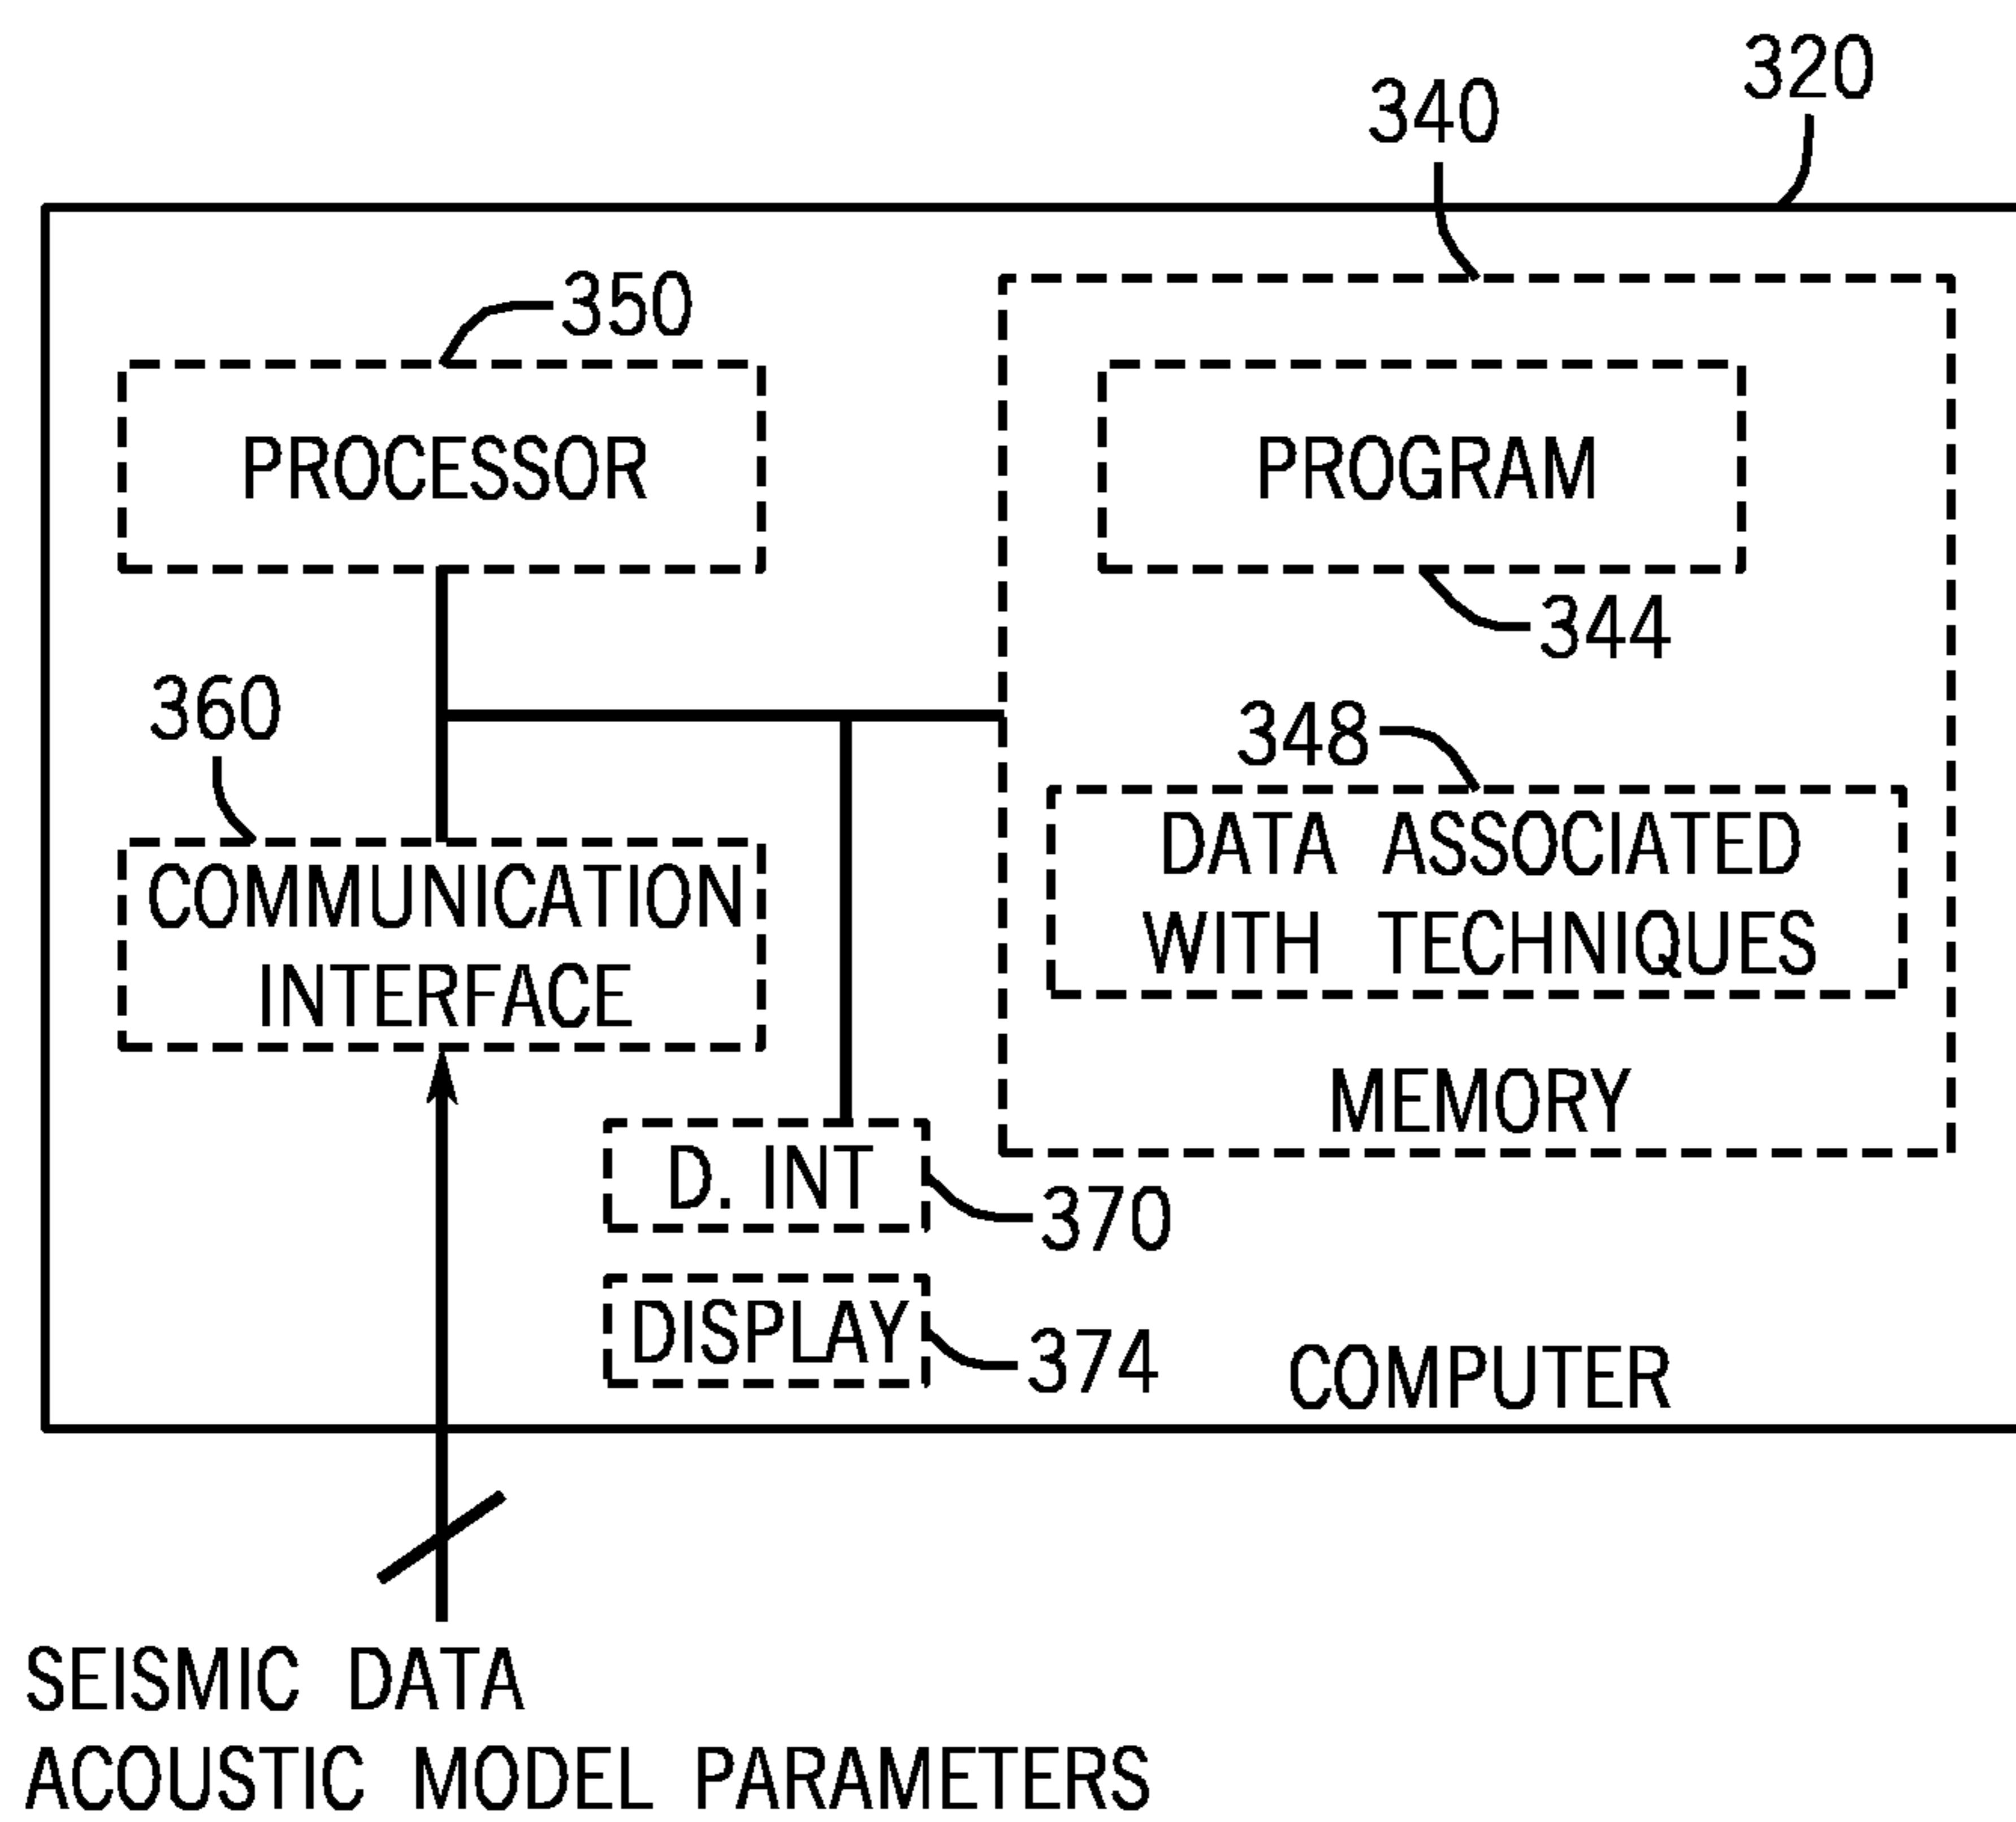 320
340
350
PROCESSOR
PROGRAM
344
360
348
COMMUNICATION
INTERFACE
DATA ASSOCIATED
WITH TECHNIQUES
MEMORY
D. INT
370
DISPLAY
374
COMPUTER
SEISMIC DATA
ACOUSTIC MODEL PARAMETERS